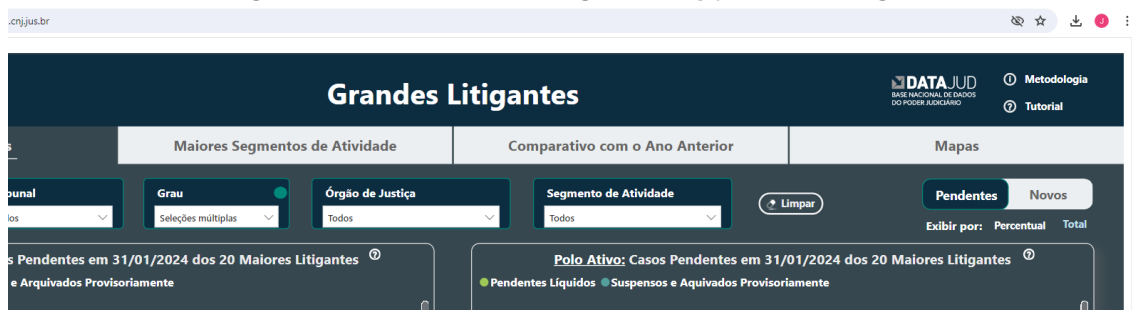 .cnj.jus.br
J
Grandes Litigantes
DATAJUD
BASE NACIONAL DE DADOS
DO PODER JUDICIÁRIO
Metodologia
Tutorial
s
Maiores Segmentos de Atividade
Comparativo com o Ano Anterior
Mapas
ounal
Grau
Órgão de Justiça
Segmento de Atividade
los
Seleções múltiplas
Todos
Todos
Limpar
Pendentes
Novos
Exibir por: Percentual Total
s Pendentes em 31/01/2024 dos 20 Maiores Litigantes
Polo Ativo: Casos Pendentes em 31/01/2024 dos 20 Maiores Litigantes
e Arquivados Provisoriamente
Pendentes Líquidos Suspensos e Aquivados Provisoriamente